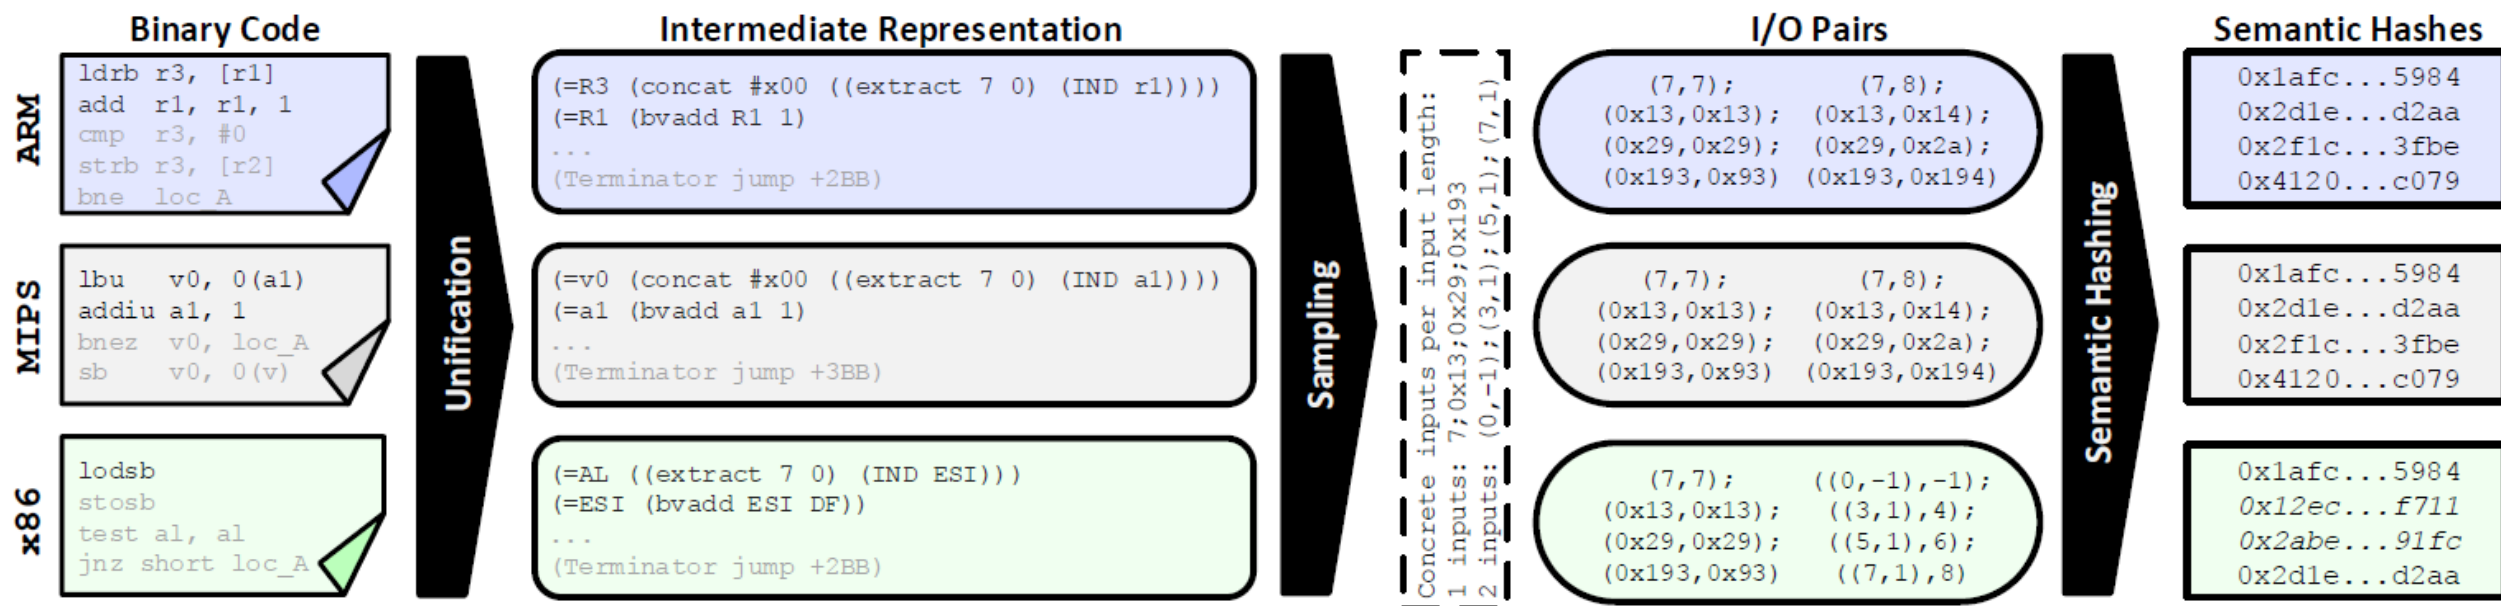 Binary Code
Intermediate Representation
I/O Pairs
Semantic Hashes
ARM
ldrb r3, [r1]
add r1, r1, 1
cmp r3, #0
strb r3, [r2]
bne loc_A
Unification
(=R3 (concat #x00 ((extract 7 0) (IND r1))))
(=R1 (bvadd R1 1)
...
(Terminator jump +2BB)
Sampling
Concrete inputs per input length:
1 inputs: 7;0x13;0x29;0x193
2 inputs: (0,-1);(3,1);(5,1);(7,1)
(7,7); (7,8);
(0x13,0x13); (0x13,0x14);
(0x29,0x29); (0x29,0x2a);
(0x193,0x93) (0x193,0x194)
Semantic Hashing
0x1afc...5984
0x2d1e...d2aa
0x2f1c...3fbe
0x4120...c079
MIPS
lbu v0, 0(a1)
addiu a1, 1
bnez v0, loc_A
sb v0, 0(v)
(=v0 (concat #x00 ((extract 7 0) (IND a1))))
(=a1 (bvadd a1 1)
...
(Terminator jump +3BB)
(7,7); (7,8);
(0x13,0x13); (0x13,0x14);
(0x29,0x29); (0x29,0x2a);
(0x193,0x93) (0x193,0x194)
0x1afc...5984
0x2d1e...d2aa
0x2f1c...3fbe
0x4120...c079
x86
lodsb
stosb
test al, al
jnz short loc_A
(=AL ((extract 7 0) (IND ESI)))
(=ESI (bvadd ESI DF))
...
(Terminator jump +2BB)
(7,7); ((0,-1),-1);
(0x13,0x13); ((3,1),4);
(0x29,0x29); ((5,1),6);
(0x193,0x93) ((7,1),8)
0x1afc...5984
0x12ec...f711
0x2abe...91fc
0x2d1e...d2aa